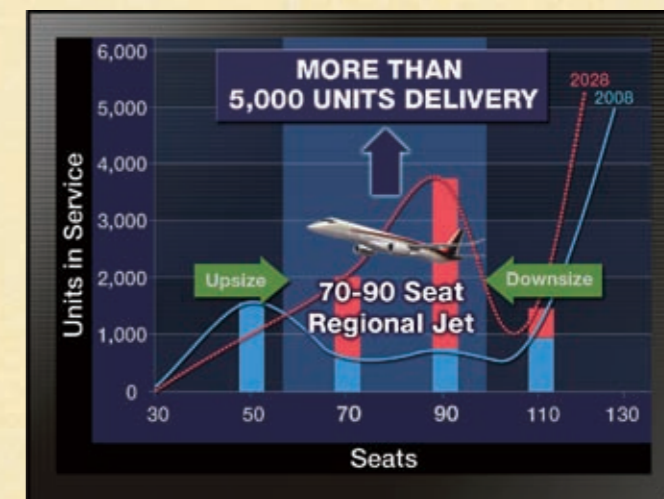 6,000
5,000
4,000
3,000
2,000
1,000
0
Units in Service
MORE THAN
5,000 UNITS DELIVERY
2028
2008
Upsize
Downsize
70-90 Seat
Regional Jet
30 50 70 90 110 130
Seats